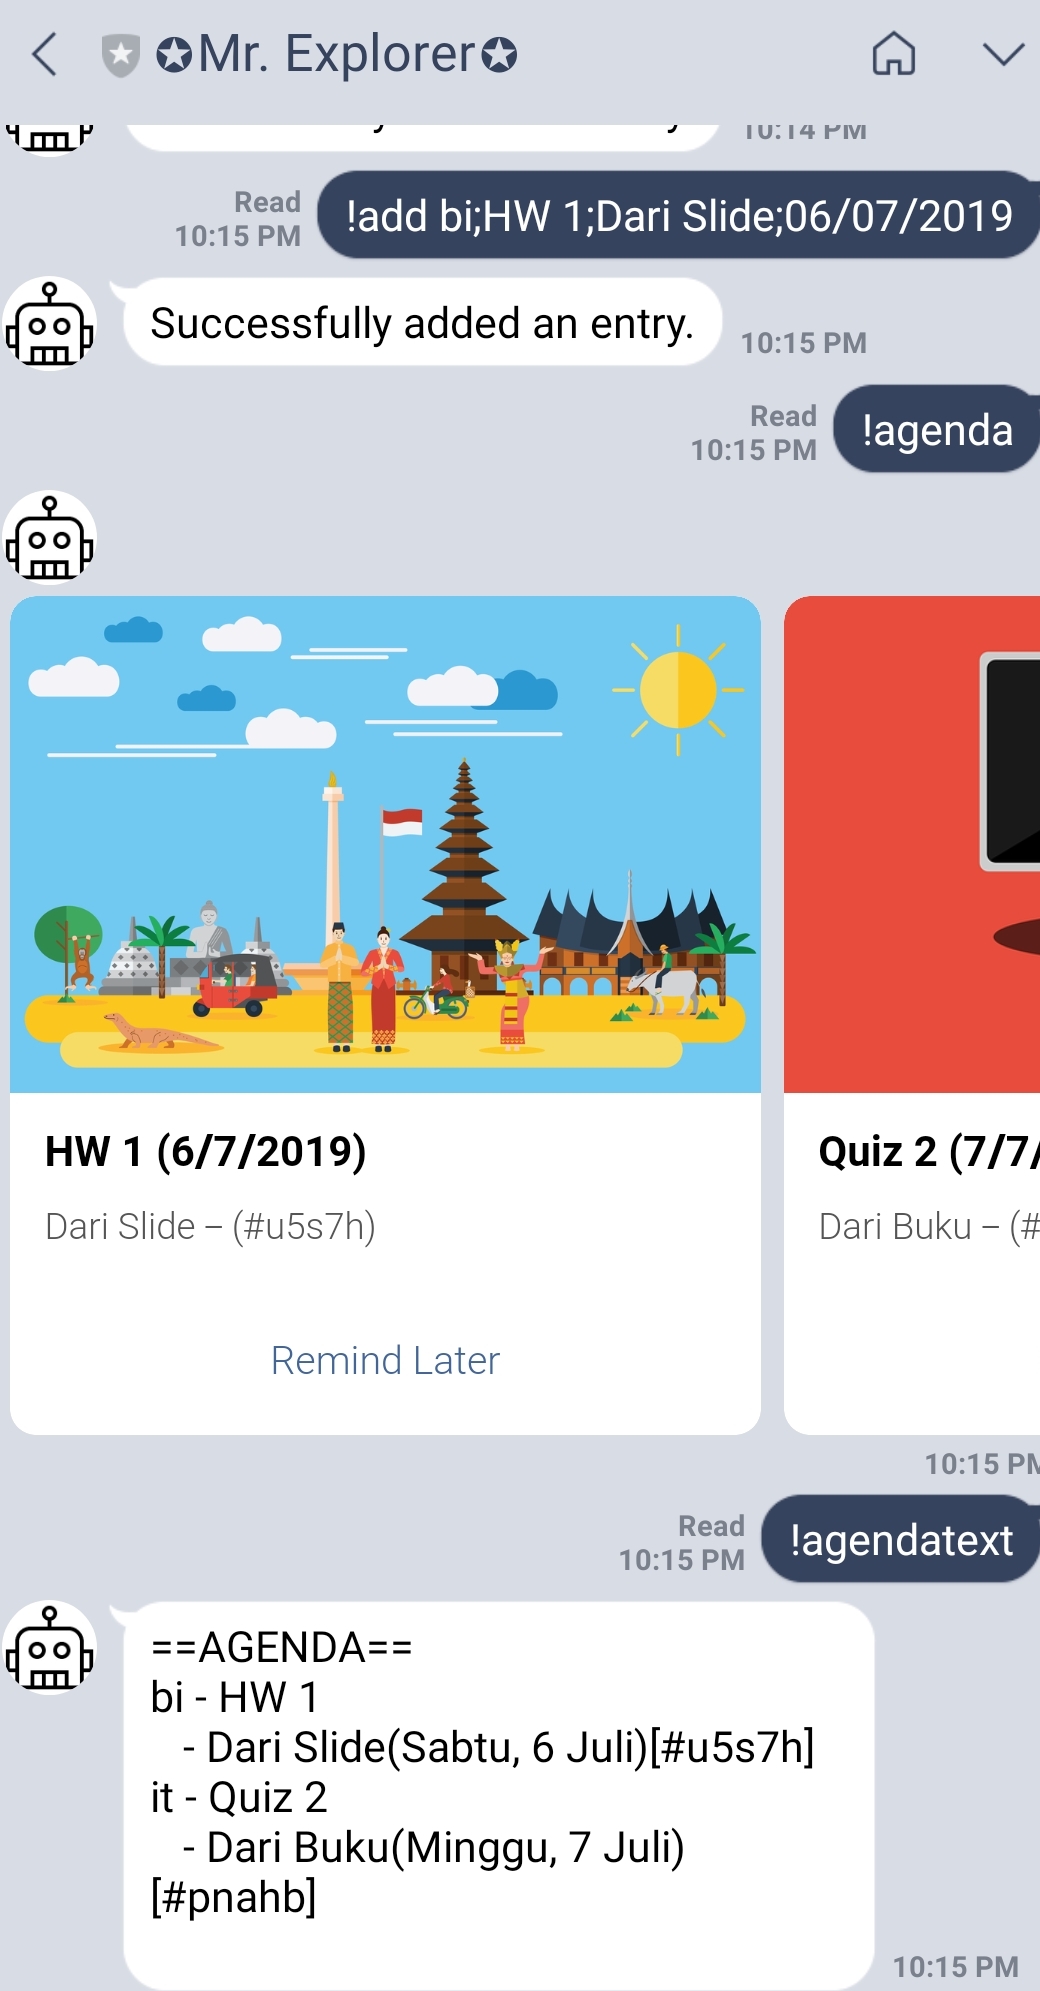 ✪Mr. Explorer✪
10:14 PM
Read
10:15 PM
!add bi;HW 1;Dari Slide;06/07/2019
Successfully added an entry.
10:15 PM
Read
10:15 PM
!agenda
HW 1 (6/7/2019)
Dari Slide – (#u5s7h)
Remind Later
Quiz 2 (7/7/
Dari Buku – (#
10:15 PM
Read
10:15 PM
!agendatext
==AGENDA==
bi - HW 1
- Dari Slide(Sabtu, 6 Juli)[#u5s7h]
it - Quiz 2
- Dari Buku(Minggu, 7 Juli)
[#pnahb]
10:15 PM